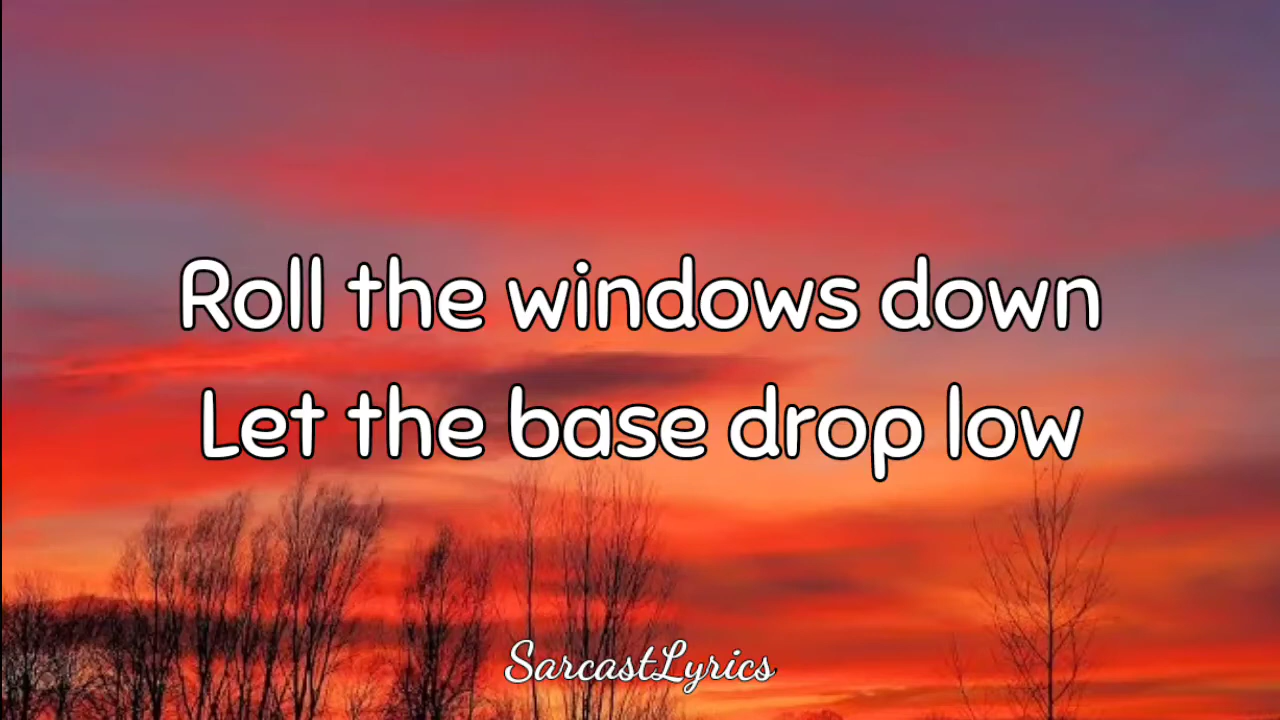 Roll the windows down
Let the base drop low
SarcastLyrics